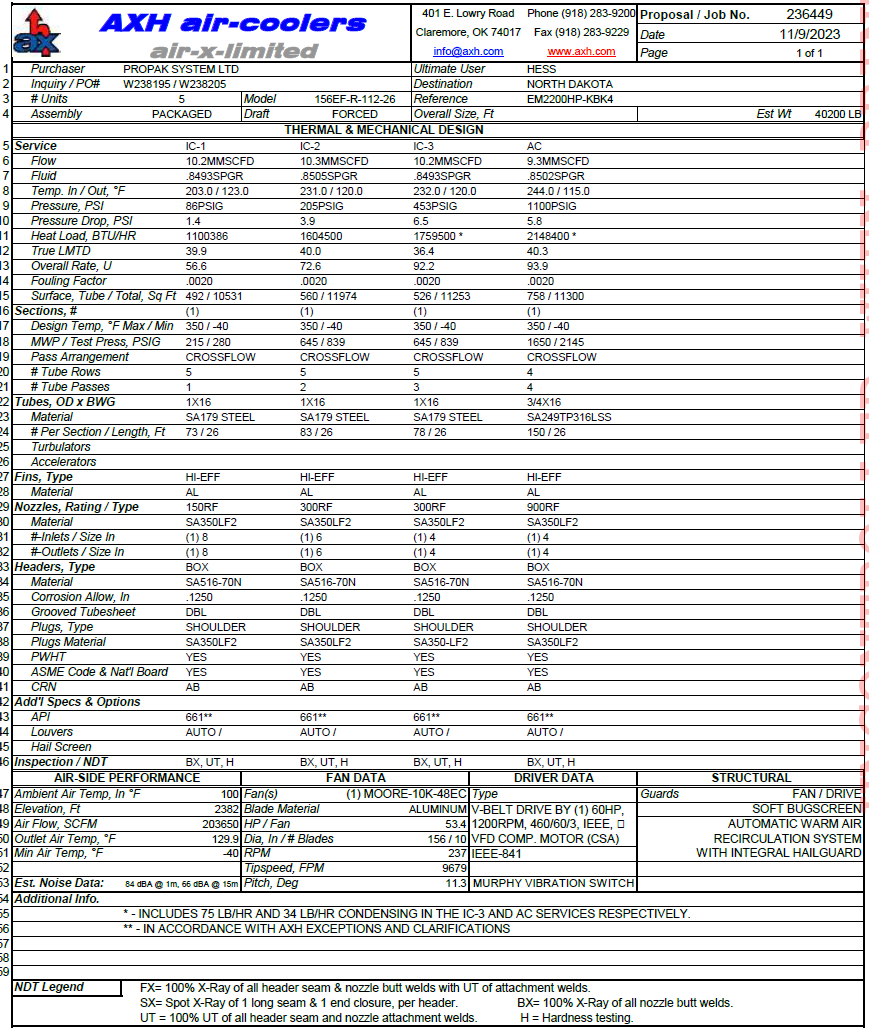 AXH air-coolers
air-x-limited
401 E. Lowry Road Phone (918) 283-9200
Claremore, OK 74017 Fax (918) 283-9229
info@axh.com www.axh.com
Proposal / Job No. 236449
Date 11/9/2023
Page 1 of 1
1 Purchaser PROPAK SYSTEM LTD Ultimate User HESS
2 Inquiry / PO# W238195 / W238205 Destination NORTH DAKOTA
3 # Units 5 Model 156EF-R-112-26 Reference EM2200HP-KBK4
4 Assembly PACKAGED Draft FORCED Overall Size, Ft Est Wt 40200 LB
THERMAL & MECHANICAL DESIGN
5 Service IC-1 IC-2 IC-3 AC
6 Flow 10.2MMSCFD 10.3MMSCFD 10.2MMSCFD 9.3MMSCFD
7 Fluid .8493SPGR .8505SPGR .8493SPGR .8502SPGR
8 Temp. In / Out, °F 203.0 / 123.0 231.0 / 120.0 232.0 / 120.0 244.0 / 115.0
9 Pressure, PSI 86PSIG 205PSIG 453PSIG 1100PSIG
10 Pressure Drop, PSI 1.4 3.9 6.5 5.8
11 Heat Load, BTU/HR 1100386 1604500 1759500 * 2148400 *
12 True LMTD 39.9 40.0 36.4 40.3
13 Overall Rate, U 56.6 72.6 92.2 93.9
14 Fouling Factor .0020 .0020 .0020 .0020
15 Surface, Tube / Total, Sq Ft 492 / 10531 560 / 11974 526 / 11253 758 / 11300
16 Sections, # (1) (1) (1) (1)
17 Design Temp, °F Max / Min 350 / -40 350 / -40 350 / -40 350 / -40
18 MWP / Test Press, PSIG 215 / 280 645 / 839 645 / 839 1650 / 2145
19 Pass Arrangement CROSSFLOW CROSSFLOW CROSSFLOW CROSSFLOW
20 # Tube Rows 5 5 5 4
21 # Tube Passes 1 2 3 4
22 Tubes, OD x BWG 1X16 1X16 1X16 3/4X16
23 Material SA179 STEEL SA179 STEEL SA179 STEEL SA249TP316LSS
24 # Per Section / Length, Ft 73 / 26 83 / 26 78 / 26 150 / 26
25 Turbulators
26 Accelerators
27 Fins, Type HI-EFF HI-EFF HI-EFF HI-EFF
28 Material AL AL AL AL
29 Nozzles, Rating / Type 150RF 300RF 300RF 900RF
30 Material SA350LF2 SA350LF2 SA350LF2 SA350LF2
31 #-Inlets / Size In (1) 8 (1) 6 (1) 4 (1) 4
32 #-Outlets / Size In (1) 8 (1) 6 (1) 4 (1) 4
33 Headers, Type BOX BOX BOX BOX
34 Material SA516-70N SA516-70N SA516-70N SA516-70N
35 Corrosion Allow, In .1250 .1250 .1250 .1250
36 Grooved Tubesheet DBL DBL DBL DBL
37 Plugs, Type SHOULDER SHOULDER SHOULDER SHOULDER
38 Plugs Material SA350LF2 SA350LF2 SA350-LF2 SA350LF2
39 PWHT YES YES YES YES
40 ASME Code & Nat'l Board YES YES YES YES
41 CRN AB AB AB AB
42 Add'l Specs & Options
43 API 661** 661** 661** 661**
44 Louvers AUTO / AUTO / AUTO / AUTO /
45 Hail Screen
46 Inspection / NDT BX, UT, H BX, UT, H BX, UT, H BX, UT, H
AIR-SIDE PERFORMANCE FAN DATA DRIVER DATA STRUCTURAL
47 Ambient Air Temp, In °F 100 Fan(s) (1) MOORE-10K-48EC Type Guards FAN / DRIVE
48 Elevation, Ft 2382 Blade Material ALUMINUM V-BELT DRIVE BY (1) 60HP, SOFT BUGSCREEN
49 Air Flow, SCFM 203650 HP / Fan 53.4 1200RPM, 460/60/3, IEEE, □ AUTOMATIC WARM AIR
50 Outlet Air Temp, °F 129.9 Dia, In / # Blades 156 / 10 VFD COMP. MOTOR (CSA) RECIRCULATION SYSTEM
51 Min Air Temp, °F -40 RPM 237 IEEE-841 WITH INTEGRAL HAILGUARD
52 Tipspeed, FPM 9679
53 Est. Noise Data: 84 dBA @ 1m, 66 dBA @ 15m Pitch, Deg 11.3 MURPHY VIBRATION SWITCH
54 Additional Info.
55 * - INCLUDES 75 LB/HR AND 34 LB/HR CONDENSING IN THE IC-3 AND AC SERVICES RESPECTIVELY.
56 ** - IN ACCORDANCE WITH AXH EXCEPTIONS AND CLARIFICATIONS
57
58
59
NDT Legend FX= 100% X-Ray of all header seam & nozzle butt welds with UT of attachment welds.
SX= Spot X-Ray of 1 long seam & 1 end closure, per header. BX= 100% X-Ray of all nozzle butt welds.
UT = 100% UT of all header seam and nozzle attachment welds. H = Hardness testing.